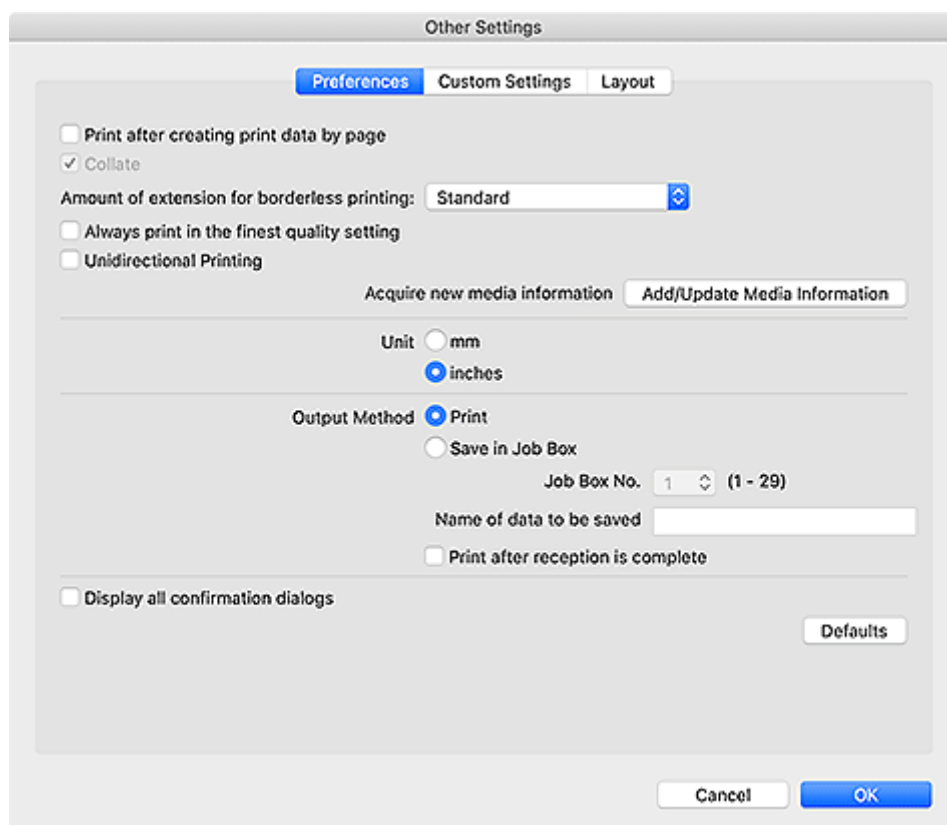 Other Settings
Preferences Custom Settings Layout
Print after creating print data by page
Collate
Amount of extension for borderless printing: Standard
Always print in the finest quality setting
Unidirectional Printing
Acquire new media information Add/Update Media Information
Unit mm
inches
Output Method Print
Save in Job Box
Job Box No. 1 (1 - 29)
Name of data to be saved
Print after reception is complete
Display all confirmation dialogs
Defaults
Cancel OK